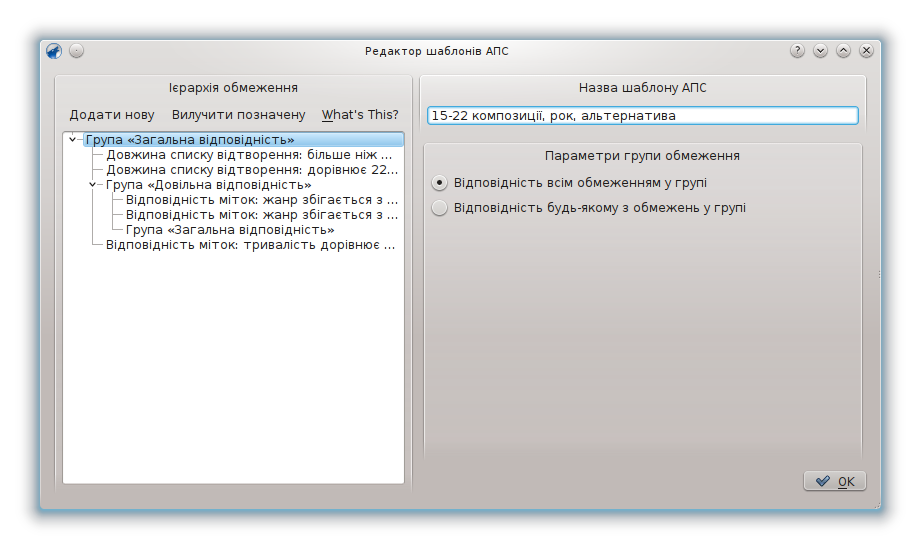 Редактор шаблонів АПС
Ієрархія обмеження
Додати нову Вилучити позначену What's This?
Група «Загальна відповідність»
Довжина списку відтворення: більше ніж ...
Довжина списку відтворення: дорівнює 22...
Група «Довільна відповідність»
Відповідність міток: жанр збігається з ...
Відповідність міток: жанр збігається з ...
Група «Загальна відповідність»
Відповідність міток: тривалість дорівнює ...
Назва шаблону АПС
15-22 композиції, рок, альтернатива
Параметри групи обмеження
Відповідність всім обмеженням у групі
Відповідність будь-якому з обмежень у групі
OK